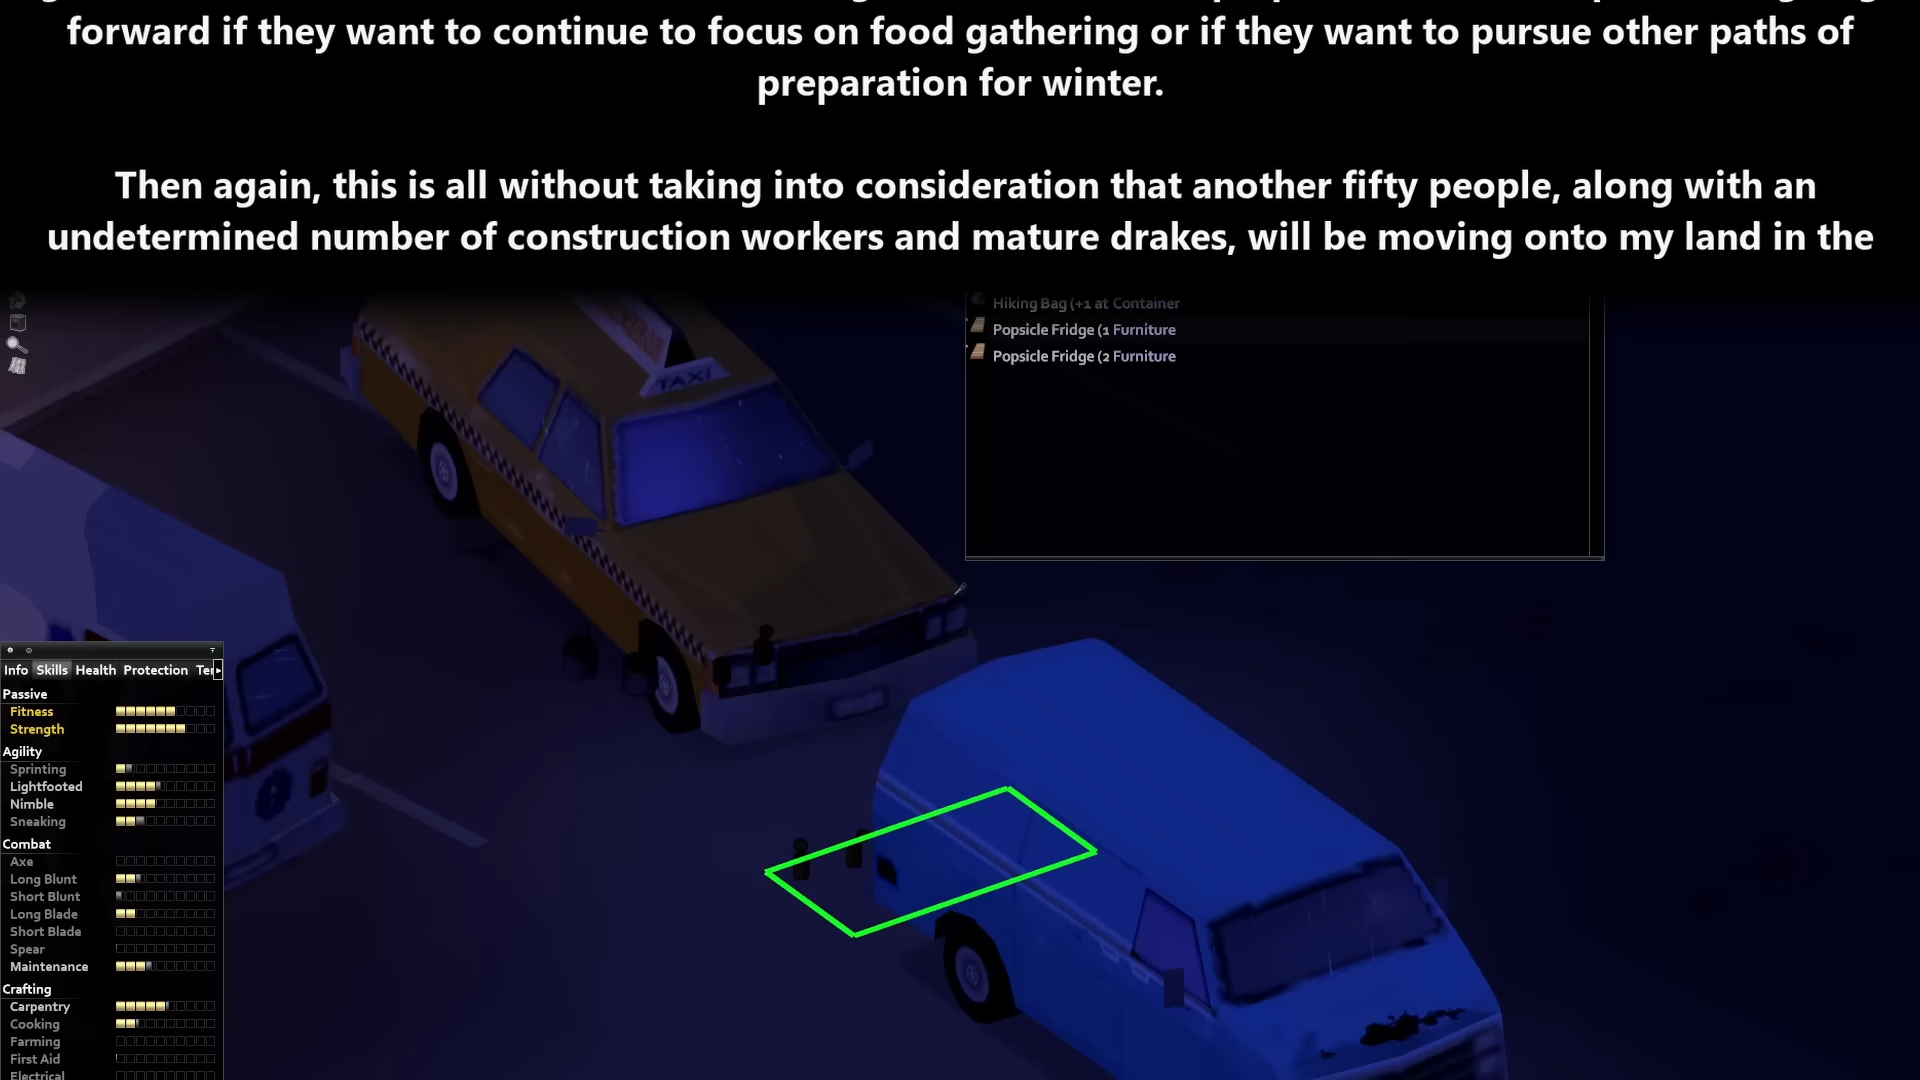 forward if they want to continue to focus on food gathering or if they want to pursue other paths of
preparation for winter.
Then again, this is all without taking into consideration that another fifty people, along with an
undetermined number of construction workers and mature drakes, will be moving onto my land in the
Hiking Bag (+1 at Container
Popsicle Fridge (1 Furniture
Popsicle Fridge (2 Furniture
TAXI
Info Skills Health Protection Te
Passive
Fitness
Strength
Agility
Sprinting
Lightfooted
Nimble
Sneaking
Combat
Axe
Long Blunt
Short Blunt
Long Blade
Short Blade
Spear
Maintenance
Crafting
Carpentry
Cooking
Farming
First Aid
Electrical